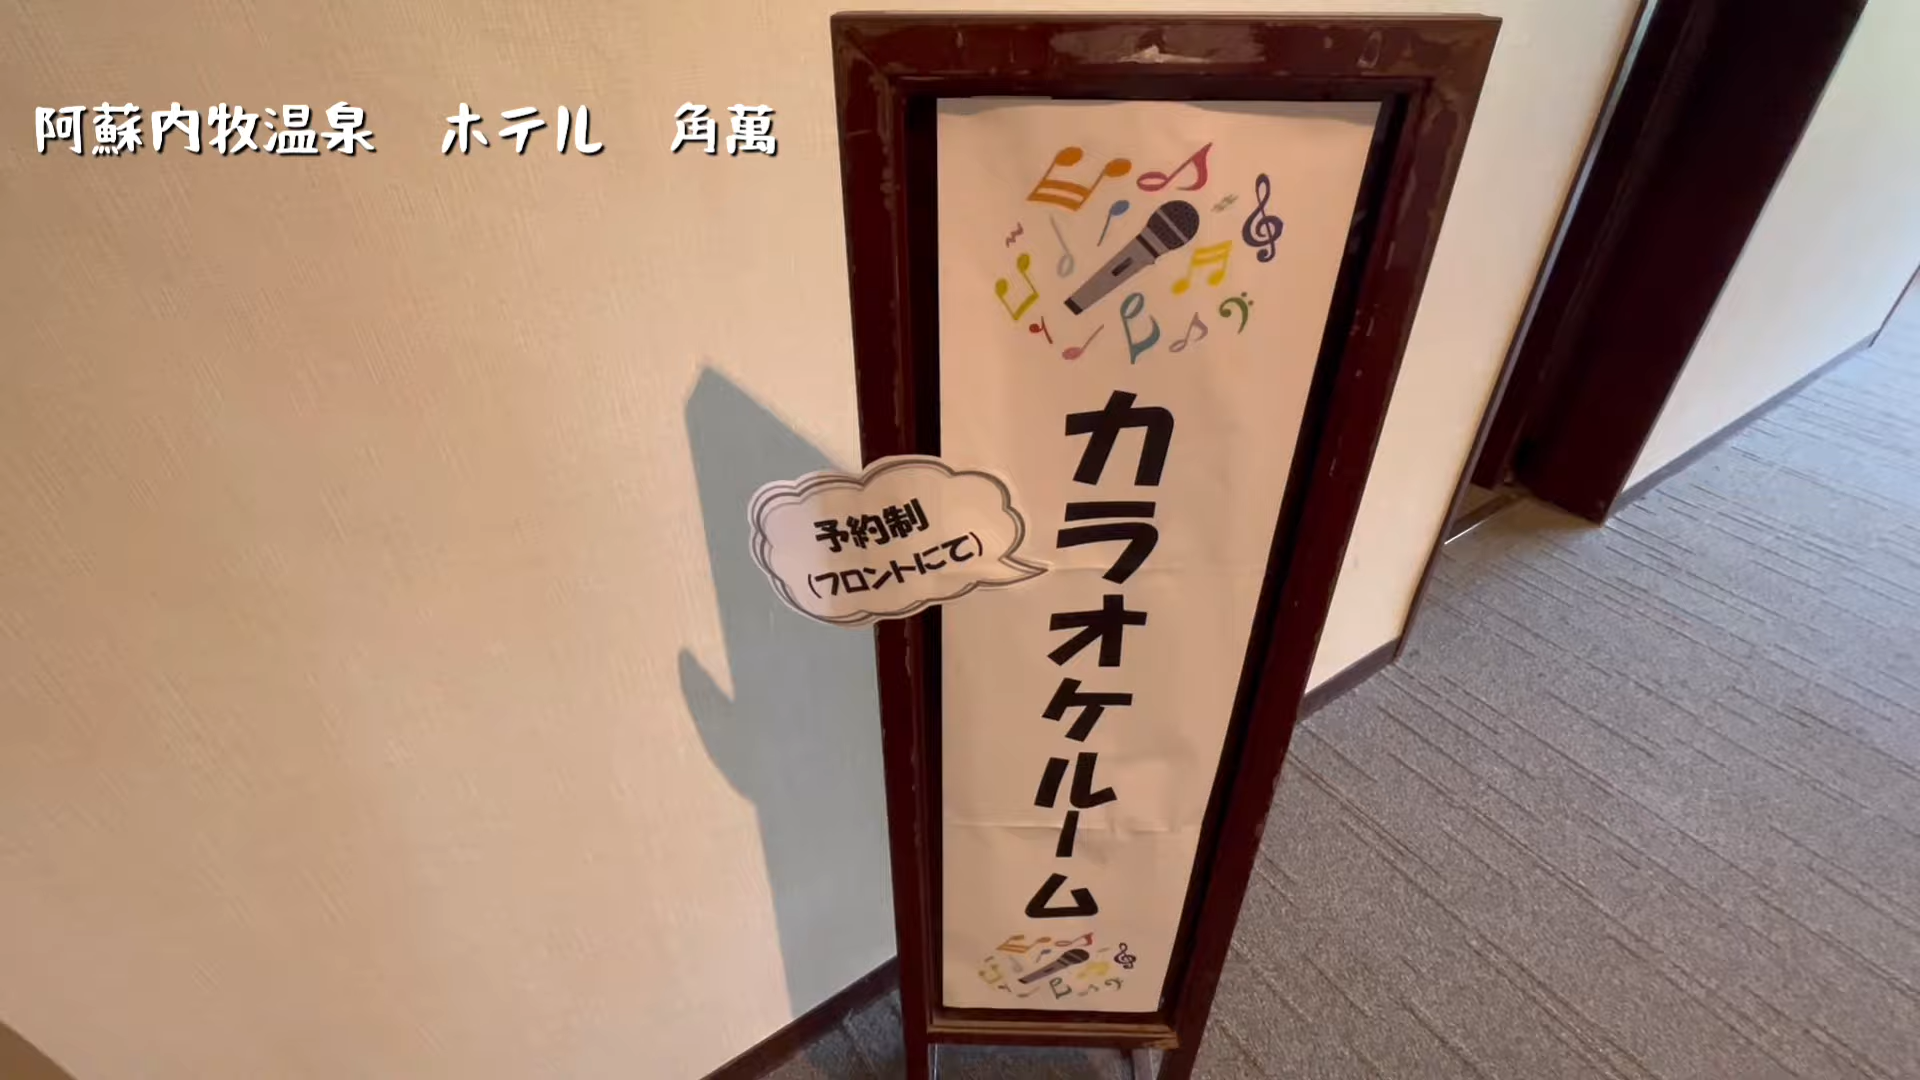 阿蘇内牧温泉　ホテル　角萬
カラオケルーム
予約制
(フロントにて)